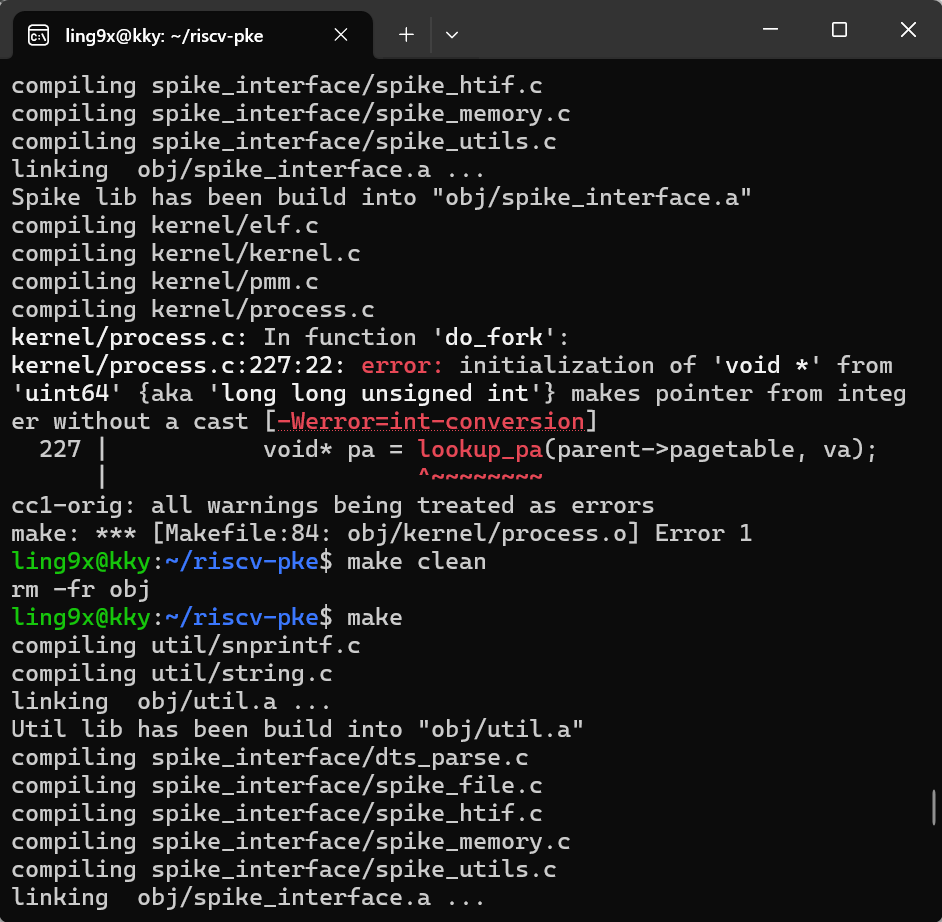 ling9x@kky: ~/riscv-pke
compiling spike_interface/spike_htif.c
compiling spike_interface/spike_memory.c
compiling spike_interface/spike_utils.c
linking  obj/spike_interface.a ...
Spike lib has been build into "obj/spike_interface.a"
compiling kernel/elf.c
compiling kernel/kernel.c
compiling kernel/pmm.c
compiling kernel/process.c
kernel/process.c: In function 'do_fork':
kernel/process.c:227:22: error: initialization of 'void *' from
'uint64' {aka 'long long unsigned int'} makes pointer from integ
er without a cast [-Werror=int-conversion]
  227 |           void* pa = lookup_pa(parent->pagetable, va);
      |                      ^~~~~~~~~
cc1-orig: all warnings being treated as errors
make: *** [Makefile:84: obj/kernel/process.o] Error 1
ling9x@kky:~/riscv-pke$ make clean
rm -fr obj
ling9x@kky:~/riscv-pke$ make
compiling util/snprintf.c
compiling util/string.c
linking  obj/util.a ...
Util lib has been build into "obj/util.a"
compiling spike_interface/dts_parse.c
compiling spike_interface/spike_file.c
compiling spike_interface/spike_htif.c
compiling spike_interface/spike_memory.c
compiling spike_interface/spike_utils.c
linking  obj/spike_interface.a ...